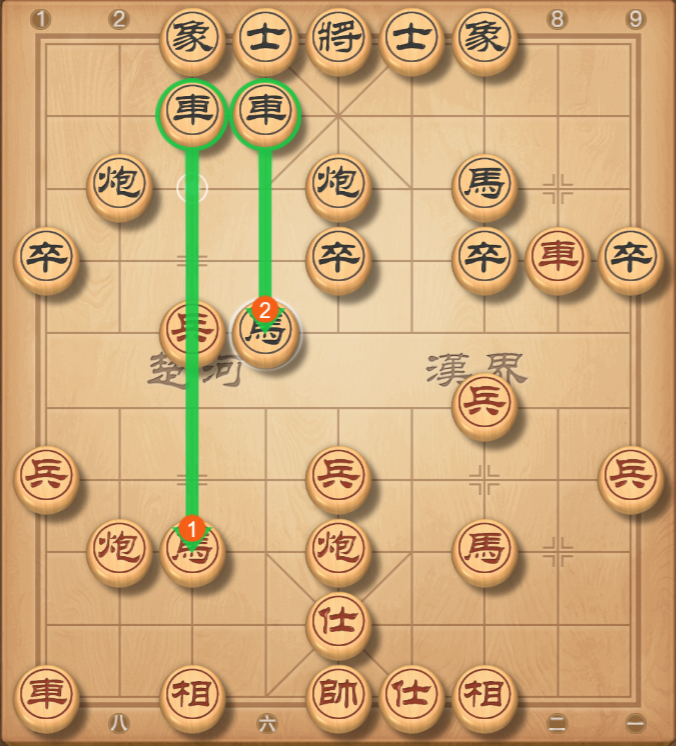 1 2 象 士 將 士 象 8 9
車 車
炮 炮 馬
卒 卒 卒 車 卒
兵 馬 2
楚河 漢界
兵
兵 兵 兵
炮 馬 1 炮 馬
仕
車 相 帥 仕 相
八 六 二 一